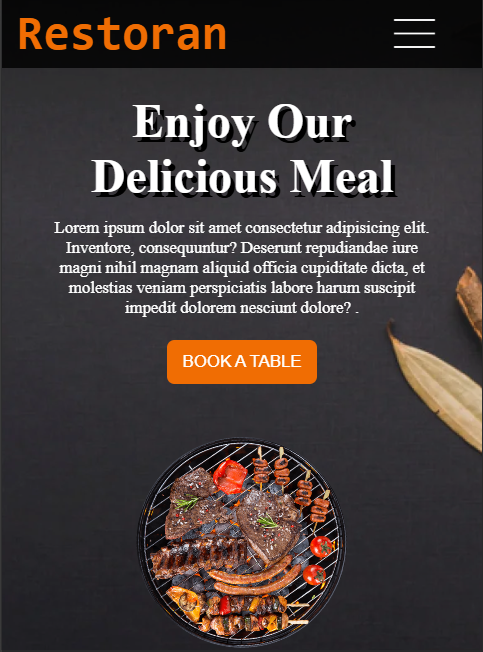 Restoran
Enjoy Our
Delicious Meal
Lorem ipsum dolor sit amet consectetur adipisicing elit.
Inventore, consequuntur? Deserunt repudiandae iure
magni nihil magnam aliquid officia cupiditate dicta, et
molestias veniam perspiciatis labore harum suscipit
impedit dolorem nesciunt dolore? .
BOOK A TABLE